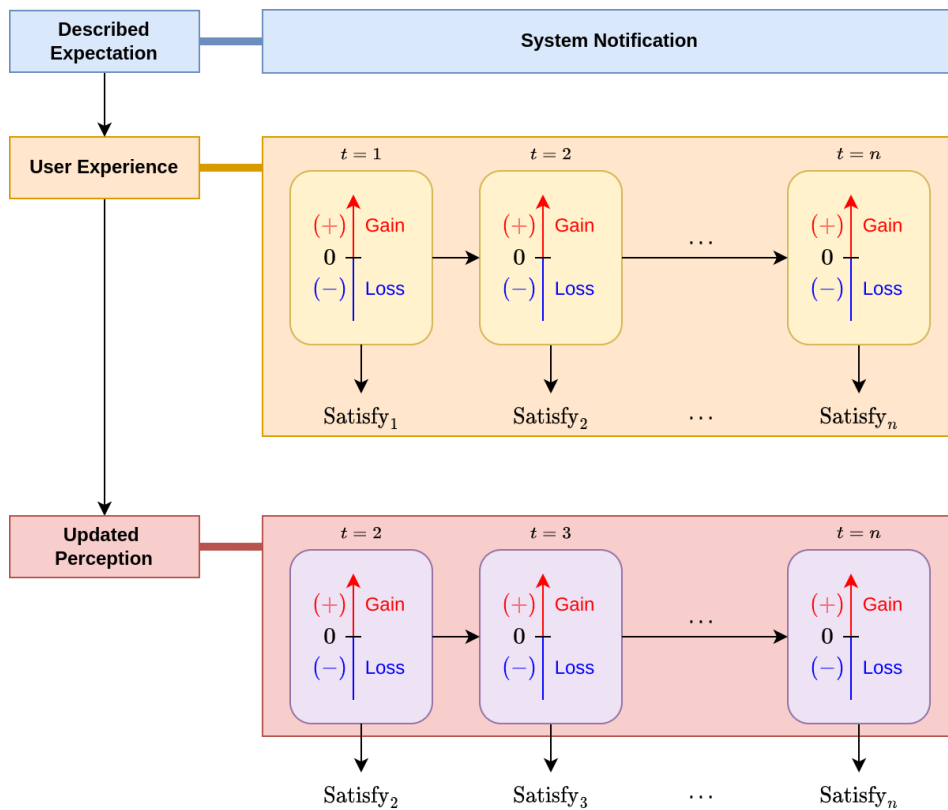 Described
Expectation
System Notification
User Experience
t = 1
t = 2
t = n
(+) Gain
0
(−) Loss
(+) Gain
0
(−) Loss
...
(+) Gain
0
(−) Loss
Satisfy₁
Satisfy₂
...
Satisfyₙ
Updated
Perception
t = 2
t = 3
t = n
(+) Gain
0
(−) Loss
(+) Gain
0
(−) Loss
...
(+) Gain
0
(−) Loss
Satisfy₂
Satisfy₃
...
Satisfyₙ